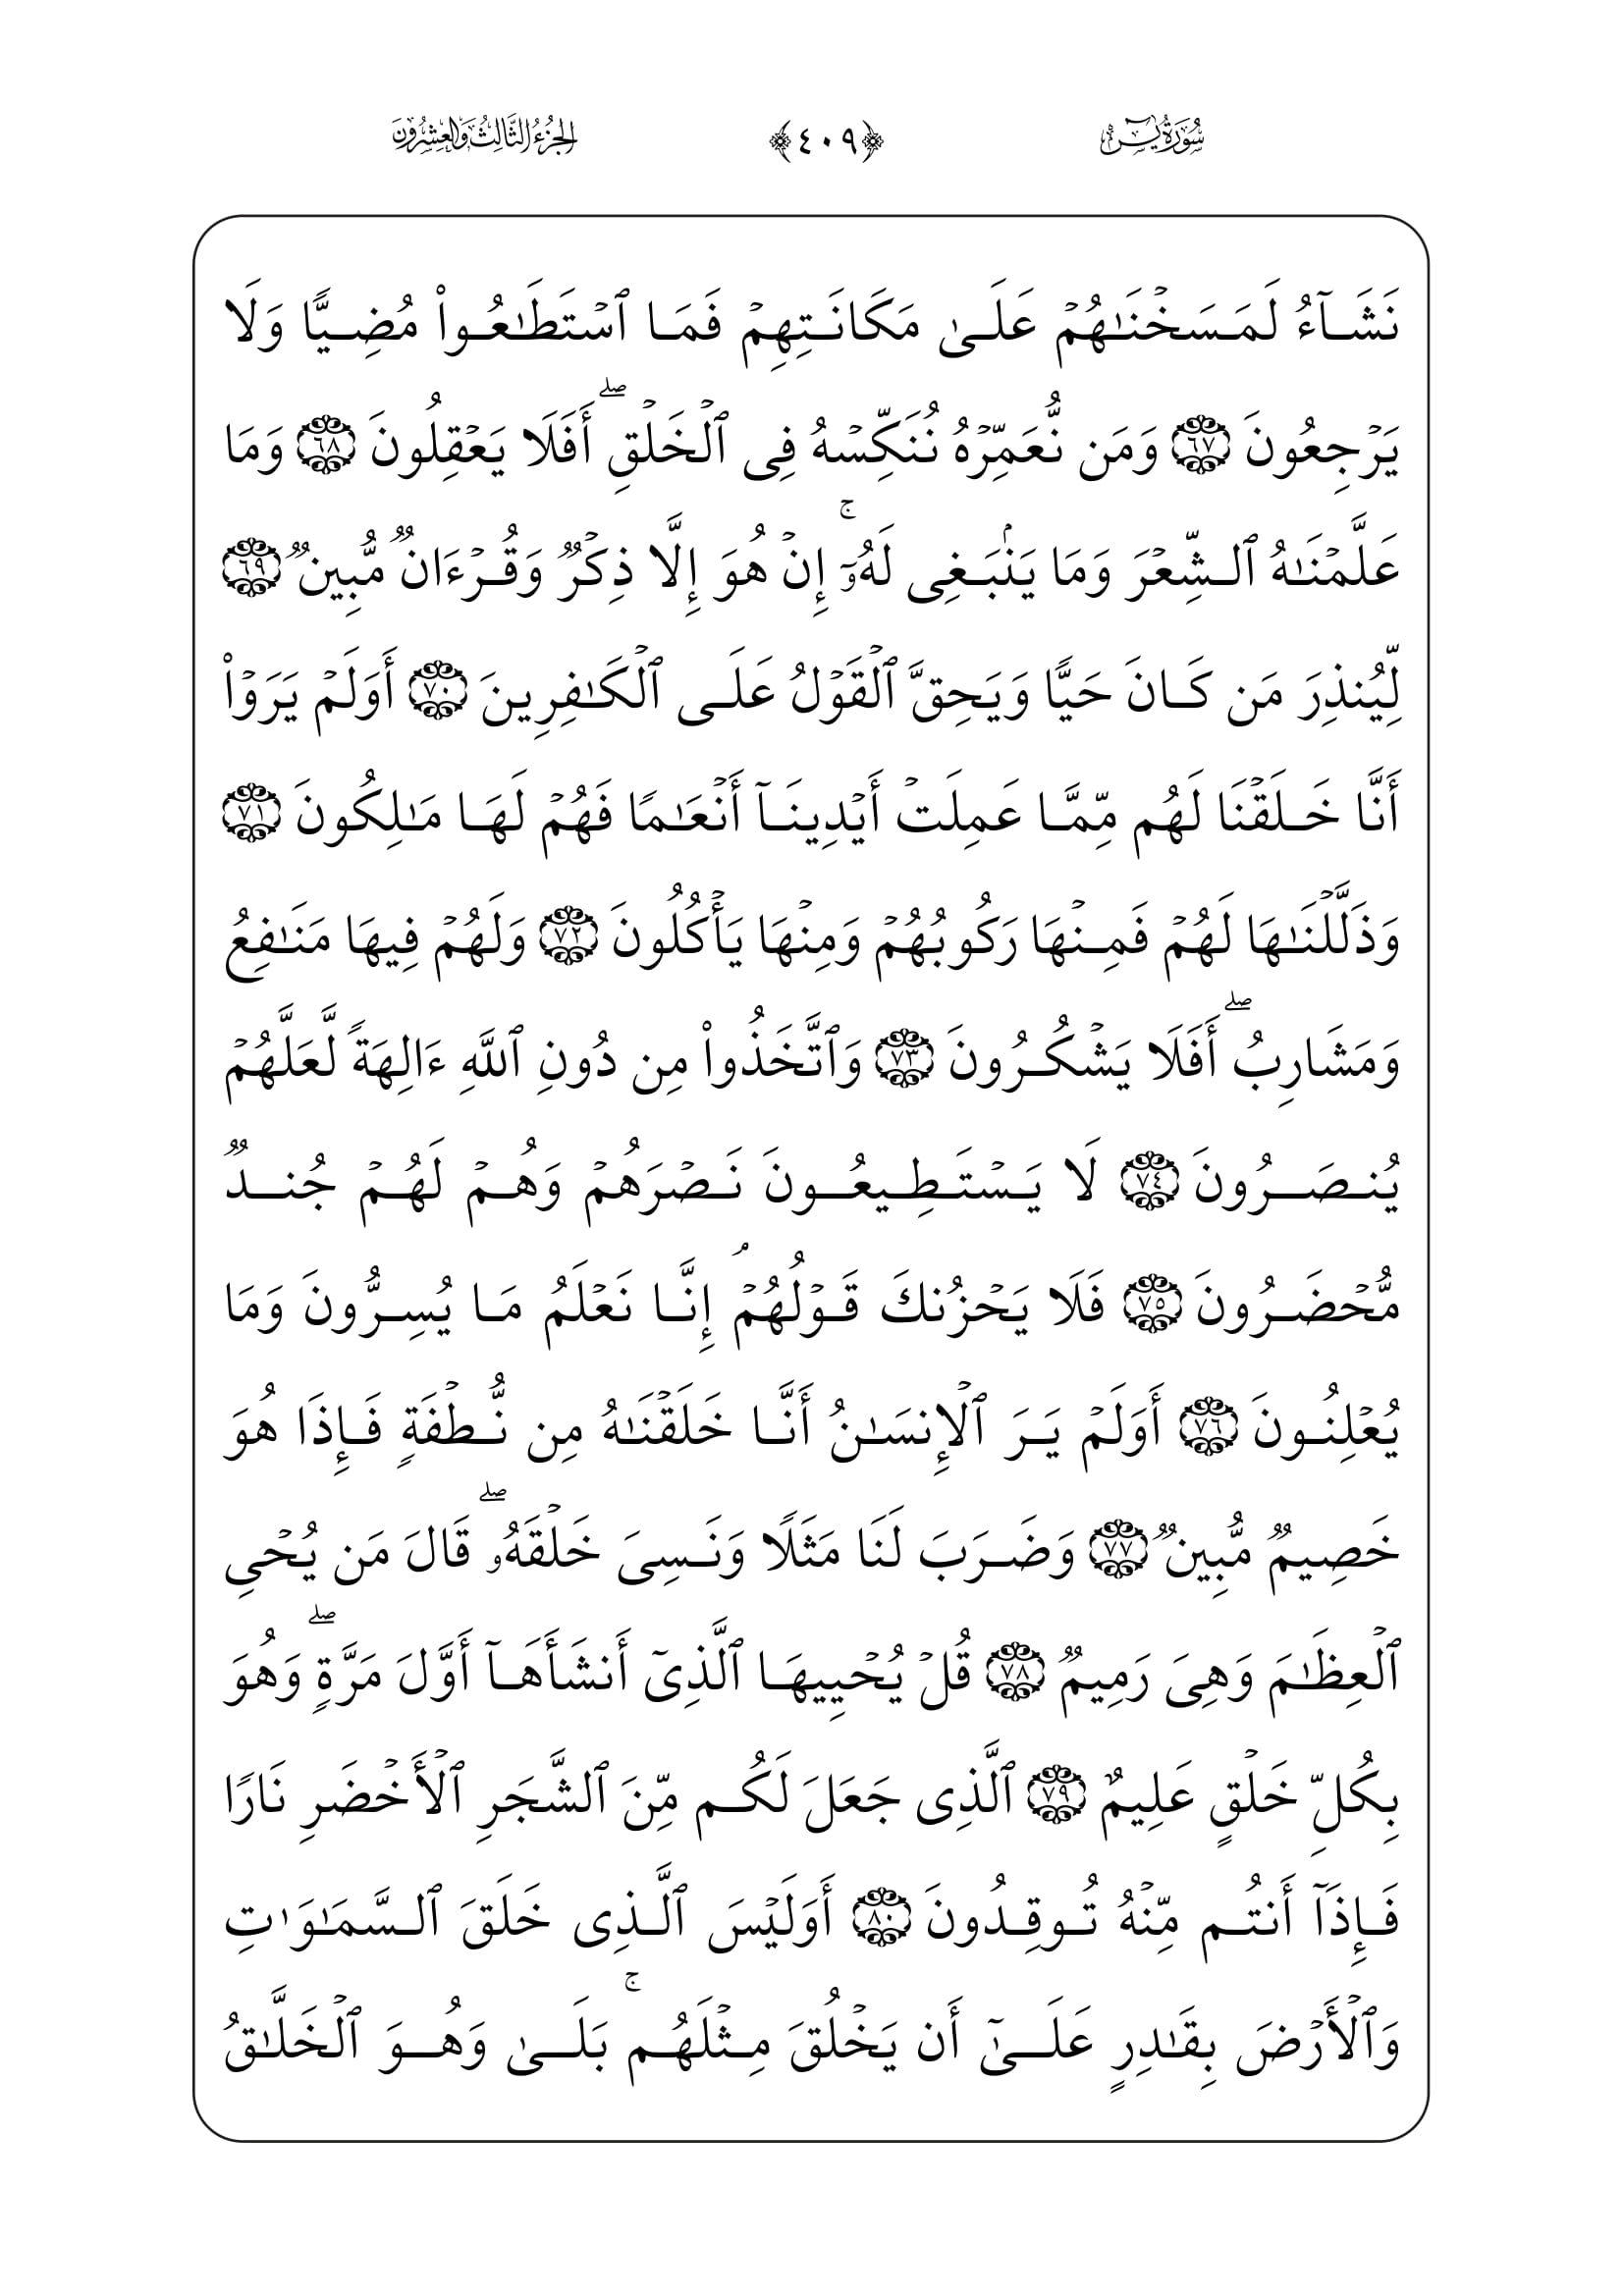 سُورَةُ يسٓ ﴿٤٠٩﴾ الجُزْءُ الثَّالِثُ وَالعِشْرُونَ
نَشَآءُ لَمَسَخۡنَٰهُمۡ عَلَىٰ مَكَانَتِهِمۡ فَمَا ٱسۡتَطَٰعُواْ مُضِيّٗا وَلَا
يَرۡجِعُونَ ٦٧ وَمَن نُّعَمِّرۡهُ نُنَكِّسۡهُ فِي ٱلۡخَلۡقِۖ أَفَلَا يَعۡقِلُونَ ٦٨ وَمَا
عَلَّمۡنَٰهُ ٱلشِّعۡرَ وَمَا يَنۢبَغِي لَهُۥٓۚ إِنۡ هُوَ إِلَّا ذِكۡرٞ وَقُرۡءَانٞ مُّبِينٞ ٦٩
لِّيُنذِرَ مَن كَانَ حَيّٗا وَيَحِقَّ ٱلۡقَوۡلُ عَلَى ٱلۡكَٰفِرِينَ ٧٠ أَوَلَمۡ يَرَوۡاْ
أَنَّا خَلَقۡنَا لَهُم مِّمَّا عَمِلَتۡ أَيۡدِينَآ أَنۡعَٰمٗا فَهُمۡ لَهَا مَٰلِكُونَ ٧١
وَذَلَّلۡنَٰهَا لَهُمۡ فَمِنۡهَا رَكُوبُهُمۡ وَمِنۡهَا يَأۡكُلُونَ ٧٢ وَلَهُمۡ فِيهَا مَنَٰفِعُ
وَمَشَارِبُۖ أَفَلَا يَشۡكُرُونَ ٧٣ وَٱتَّخَذُواْ مِن دُونِ ٱللَّهِ ءَالِهَةٗ لَّعَلَّهُمۡ
يُنصَرُونَ ٧٤ لَا يَسۡتَطِيعُونَ نَصۡرَهُمۡ وَهُمۡ لَهُمۡ جُندٞ
مُّحۡضَرُونَ ٧٥ فَلَا يَحۡزُنكَ قَوۡلُهُمۡۘ إِنَّا نَعۡلَمُ مَا يُسِرُّونَ وَمَا
يُعۡلِنُونَ ٧٦ أَوَلَمۡ يَرَ ٱلۡإِنسَٰنُ أَنَّا خَلَقۡنَٰهُ مِن نُّطۡفَةٖ فَإِذَا هُوَ
خَصِيمٞ مُّبِينٞ ٧٧ وَضَرَبَ لَنَا مَثَلٗا وَنَسِيَ خَلۡقَهُۥۖ قَالَ مَن يُحۡيِ
ٱلۡعِظَٰمَ وَهِيَ رَمِيمٞ ٧٨ قُلۡ يُحۡيِيهَا ٱلَّذِيٓ أَنشَأَهَآ أَوَّلَ مَرَّةٖۖ وَهُوَ
بِكُلِّ خَلۡقٍ عَلِيمٌ ٧٩ ٱلَّذِي جَعَلَ لَكُم مِّنَ ٱلشَّجَرِ ٱلۡأَخۡضَرِ نَارٗا
فَإِذَآ أَنتُم مِّنۡهُ تُوقِدُونَ ٨٠ أَوَلَيۡسَ ٱلَّذِي خَلَقَ ٱلسَّمَٰوَٰتِ
وَٱلۡأَرۡضَ بِقَٰدِرٍ عَلَىٰٓ أَن يَخۡلُقَ مِثۡلَهُمۚ بَلَىٰ وَهُوَ ٱلۡخَلَّٰقُ